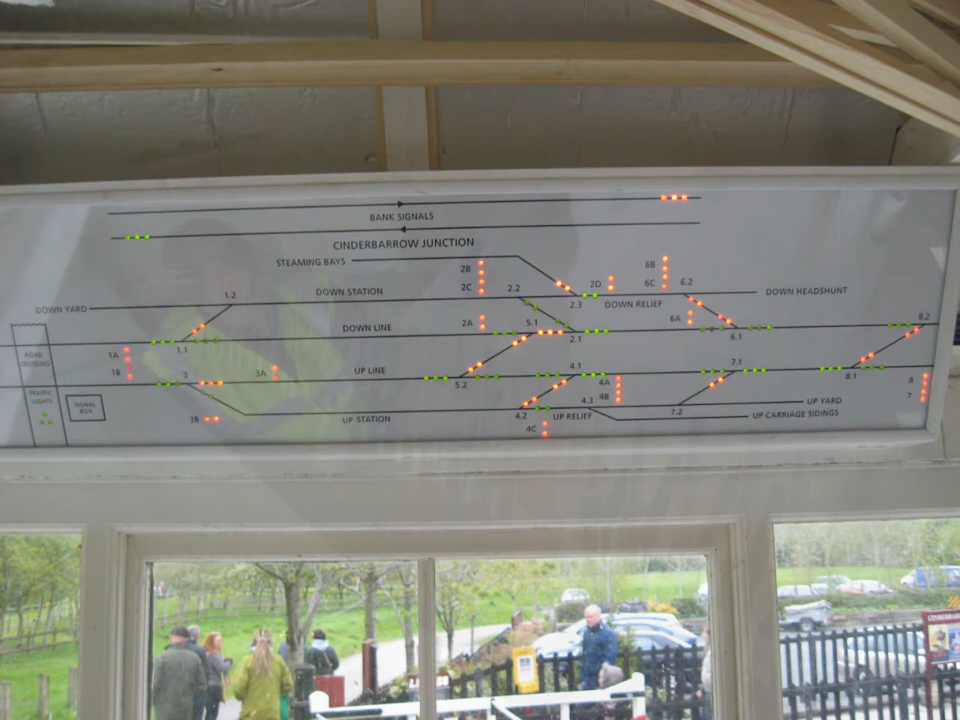 BANK SIGNALS
CINDERBARROW JUNCTION
STEAMING BAYS
2B
6B
2C
2.2
2D
6C
6.2
1.2
DOWN STATION
2.3
DOWN RELIEF
DOWN HEADSHUNT
DOWN YARD
2A
5.1
6A
8.2
DOWN LINE
2.1
6.1
1.1
ROAD
CROSSING
1A
1B
3
3A
UP LINE
5.2
4.1
4A
4B
7.1
8.1
8
7
TRAFFIC
LIGHTS
SIGNAL
BOX
3B
UP STATION
4.2
UP RELIEF
4.3
7.2
UP YARD
UP CARRIAGE SIDINGS
4C